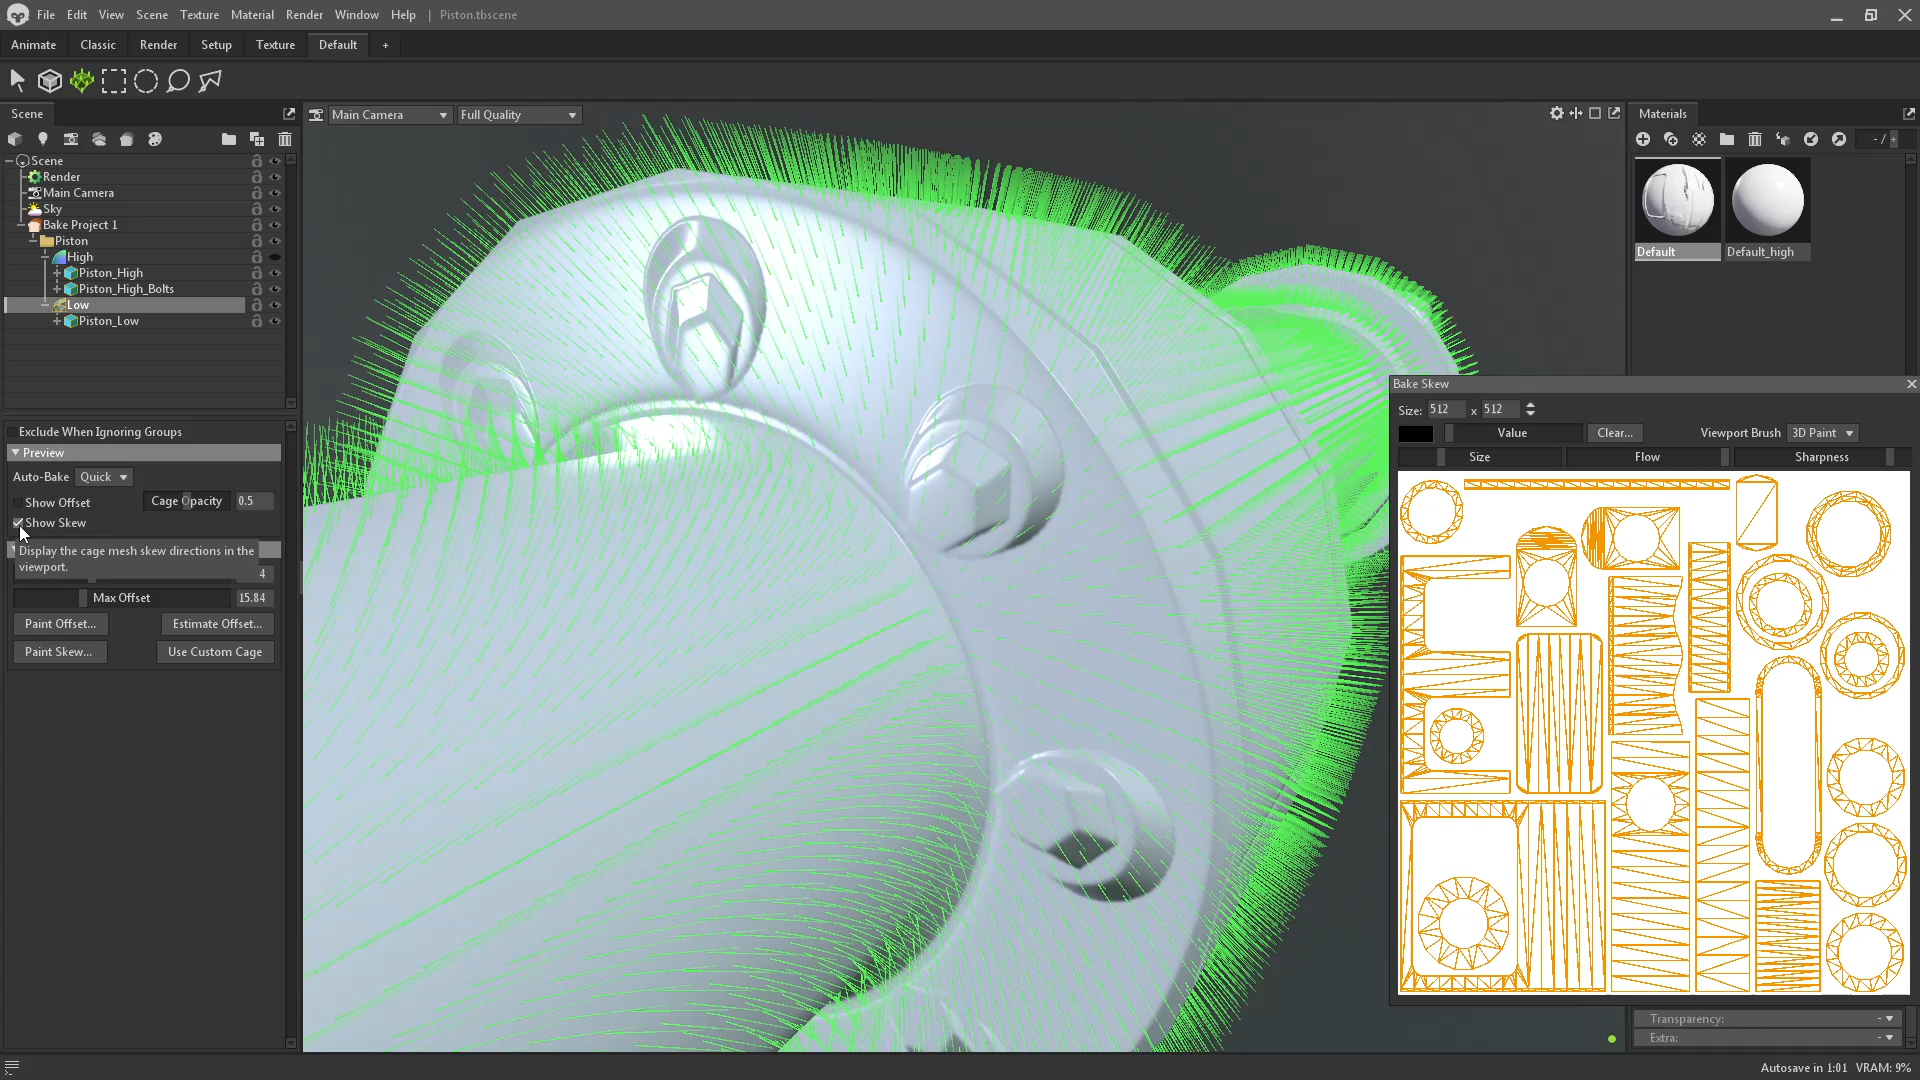 File Edit View Scene Texture Material Render Window Help | Piston.tbscene
Animate Classic Render Setup Texture Default +
Scene
Main Camera Full Quality
Materials
- / +
Scene
Render
Main Camera
Sky
Bake Project 1
Piston
High
Piston_High
Piston_High_Bolts
Low
Piston_Low
Default Default_high
Exclude When Ignoring Groups
Preview
Auto-Bake Quick
Show Offset Cage Opacity 0.5
Show Skew
Display the cage mesh skew directions in the
viewport.
4
Max Offset 15.84
Paint Offset... Estimate Offset...
Paint Skew... Use Custom Cage
Bake Skew
Size: 512 x 512
Value Clear... Viewport Brush 3D Paint
Size Flow Sharpness
Transparency: -
Extra: -
Autosave in 1:01 VRAM: 9%